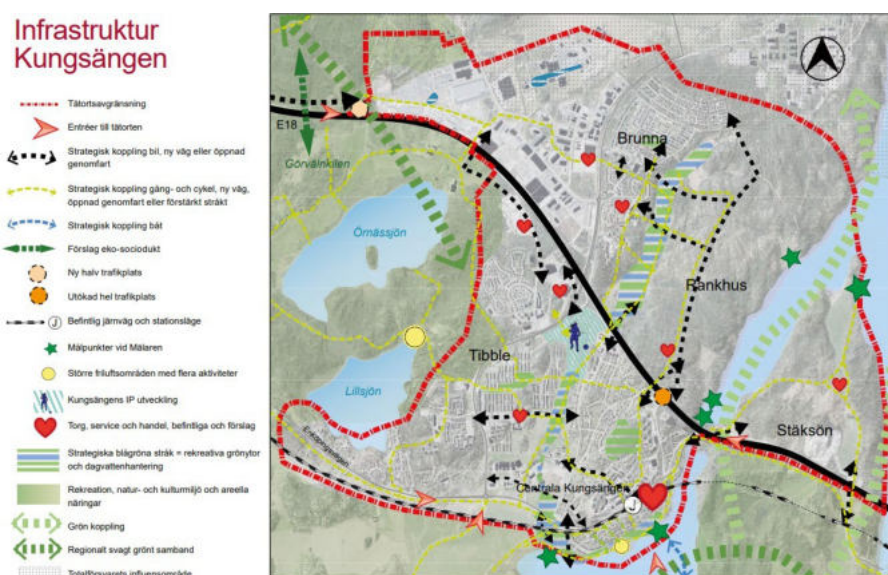 Infrastruktur
Kungsängen
Tätortsavgränsning
Entréer till tätorten
Strategisk koppling bil, ny väg eller öppnad
genomfart
Strategisk koppling gång- och cykel, ny väg,
öppnad genomfart eller förstärkt stråkt
Strategisk koppling båt
Förslag eko-sociodukt
Ny halv trafikplats
Utökad hel trafikplats
J
Befintlig järnväg och stationsläge
Målpunkter vid Mälaren
Större friluftsområden med flera aktiviteter
Kungsängens IP utveckling
Torg, service och handel, befintliga och förslag
Strategiska blågröna stråk = rekreativa grönytor
och dagvattenhantering
Rekreation, natur- och kulturmiljö och areella
näringar
Grön koppling
Regionalt svagt grönt samband
Totalförsvarets influensområde
E18
Görvälnkilen
Brunna
Örnässjön
Rankhus
Tibble
Lillsjön
Stäksön
Enköpingsvägen
Centrala Kungsängen
J